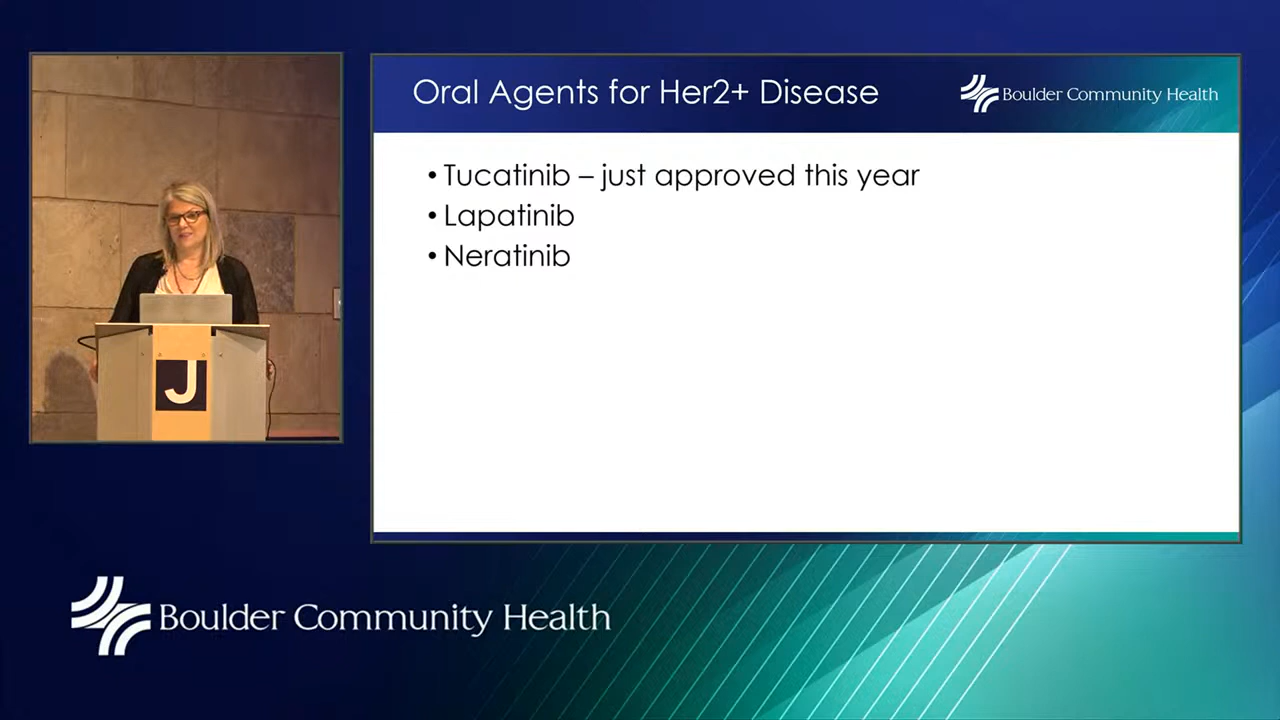 Oral Agents for Her2+ Disease
Boulder Community Health
• Tucatinib – just approved this year
• Lapatinib
• Neratinib
J
Boulder Community Health